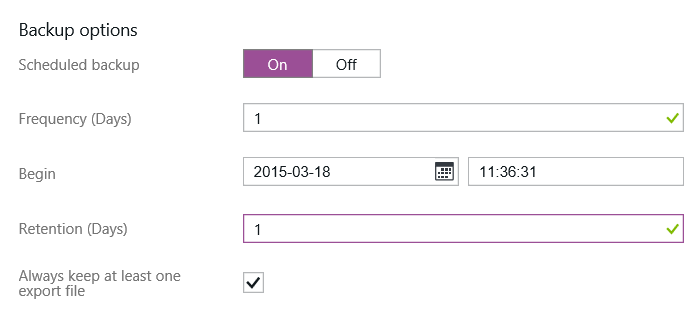 Backup options
Scheduled backup On Off
Frequency (Days) 1
Begin 2015-03-18 11:36:31
Retention (Days) 1
Always keep at least one
export file